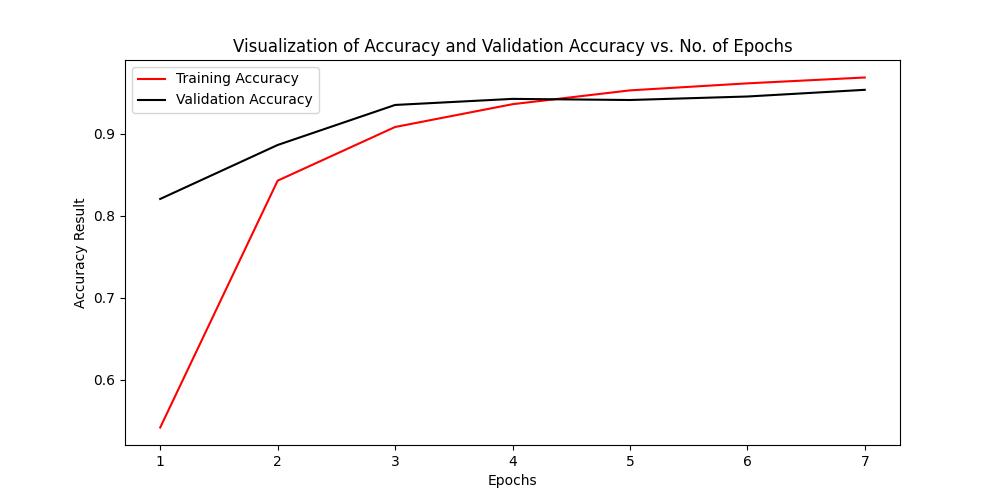 Visualization of Accuracy and Validation Accuracy vs. No. of Epochs
Training Accuracy
Validation Accuracy
0.9
0.8
0.7
0.6
Accuracy Result
1 2 3 4 5 6 7
Epochs